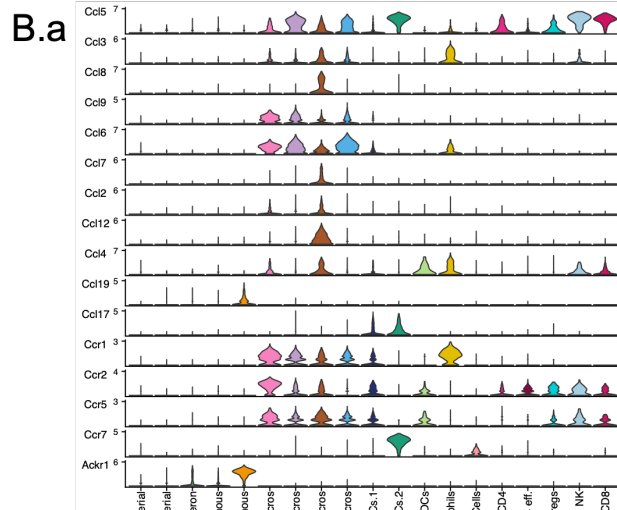 B.a
Ccl5 7
Ccl3 6
Ccl8 7
Ccl9 5
Ccl6 7
Ccl7 6
Ccl2 6
Ccl12 6
Ccl4 7
Ccl19 5
Ccl17 5
Ccr1 3
Ccr2 4
Ccr5 3
Ccr7 5
Ackr1 6
erial erial neron ous- ous- cros- cros- cros- cros- Cs.1 Cs.2 DCs- phils- Cells- CD4- eff.- regs- NK CD8-